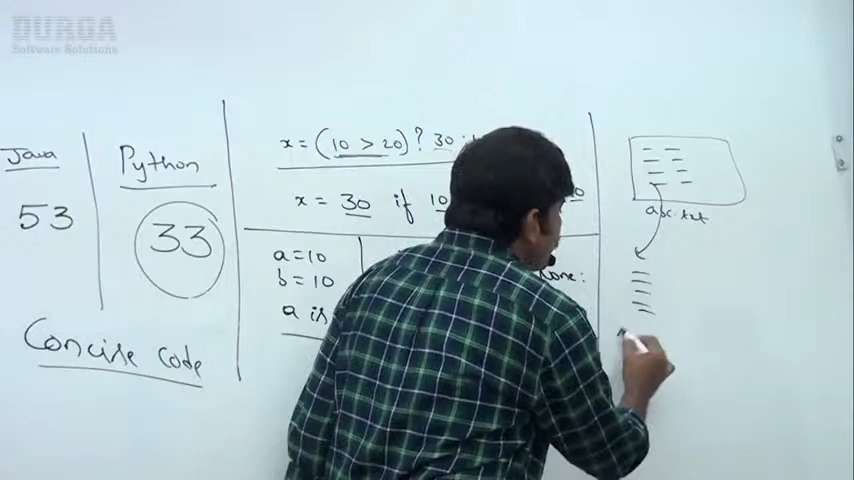 DURGA
Software Solutions
Java
53
Python
33
Concise Code
x = (10 > 20)? 30
x = 30 if 10
a = 10
b = 10
a is
None:
abc.txt